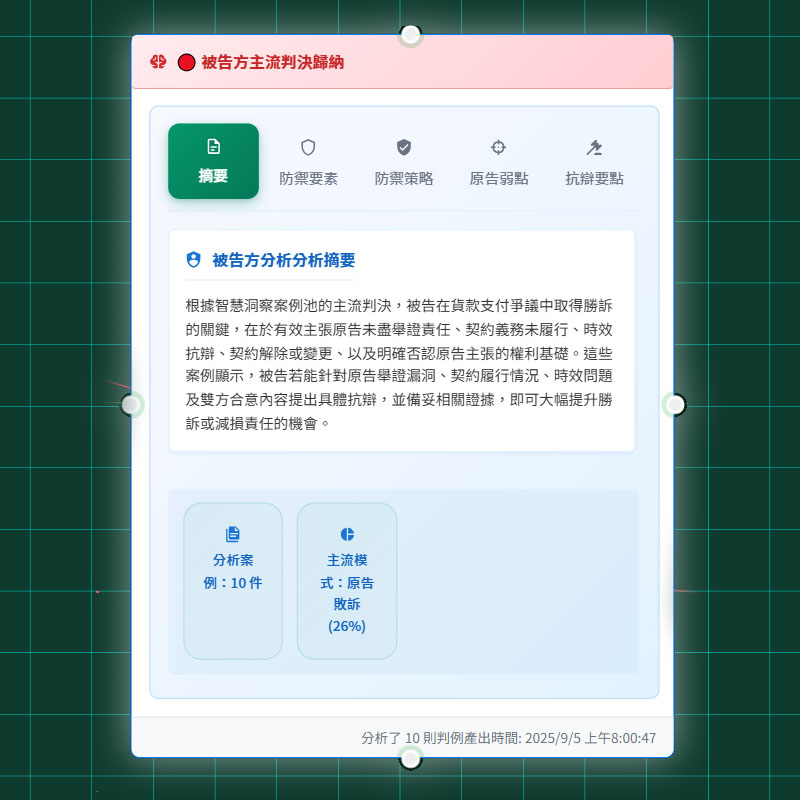 被告方主流判決歸納
摘要
防禦要素
防禦策略
原告弱點
抗辯要點
被告方分析分析摘要
根據智慧洞察案例池的主流判決，被告在貨款支付爭議中取得勝訴
的關鍵，在於有效主張原告未盡舉證責任、契約義務未履行、時效
抗辯、契約解除或變更、以及明確否認原告主張的權利基礎。這些
案例顯示，被告若能針對原告舉證漏洞、契約履行情況、時效問題
及雙方合意內容提出具體抗辯，並備妥相關證據，即可大幅提升勝
訴或減損責任的機會。
分析案
例：10 件
主流模
式：原告
敗訴
(26%)
分析了 10 則判例產出時間: 2025/9/5 上午8:00:47